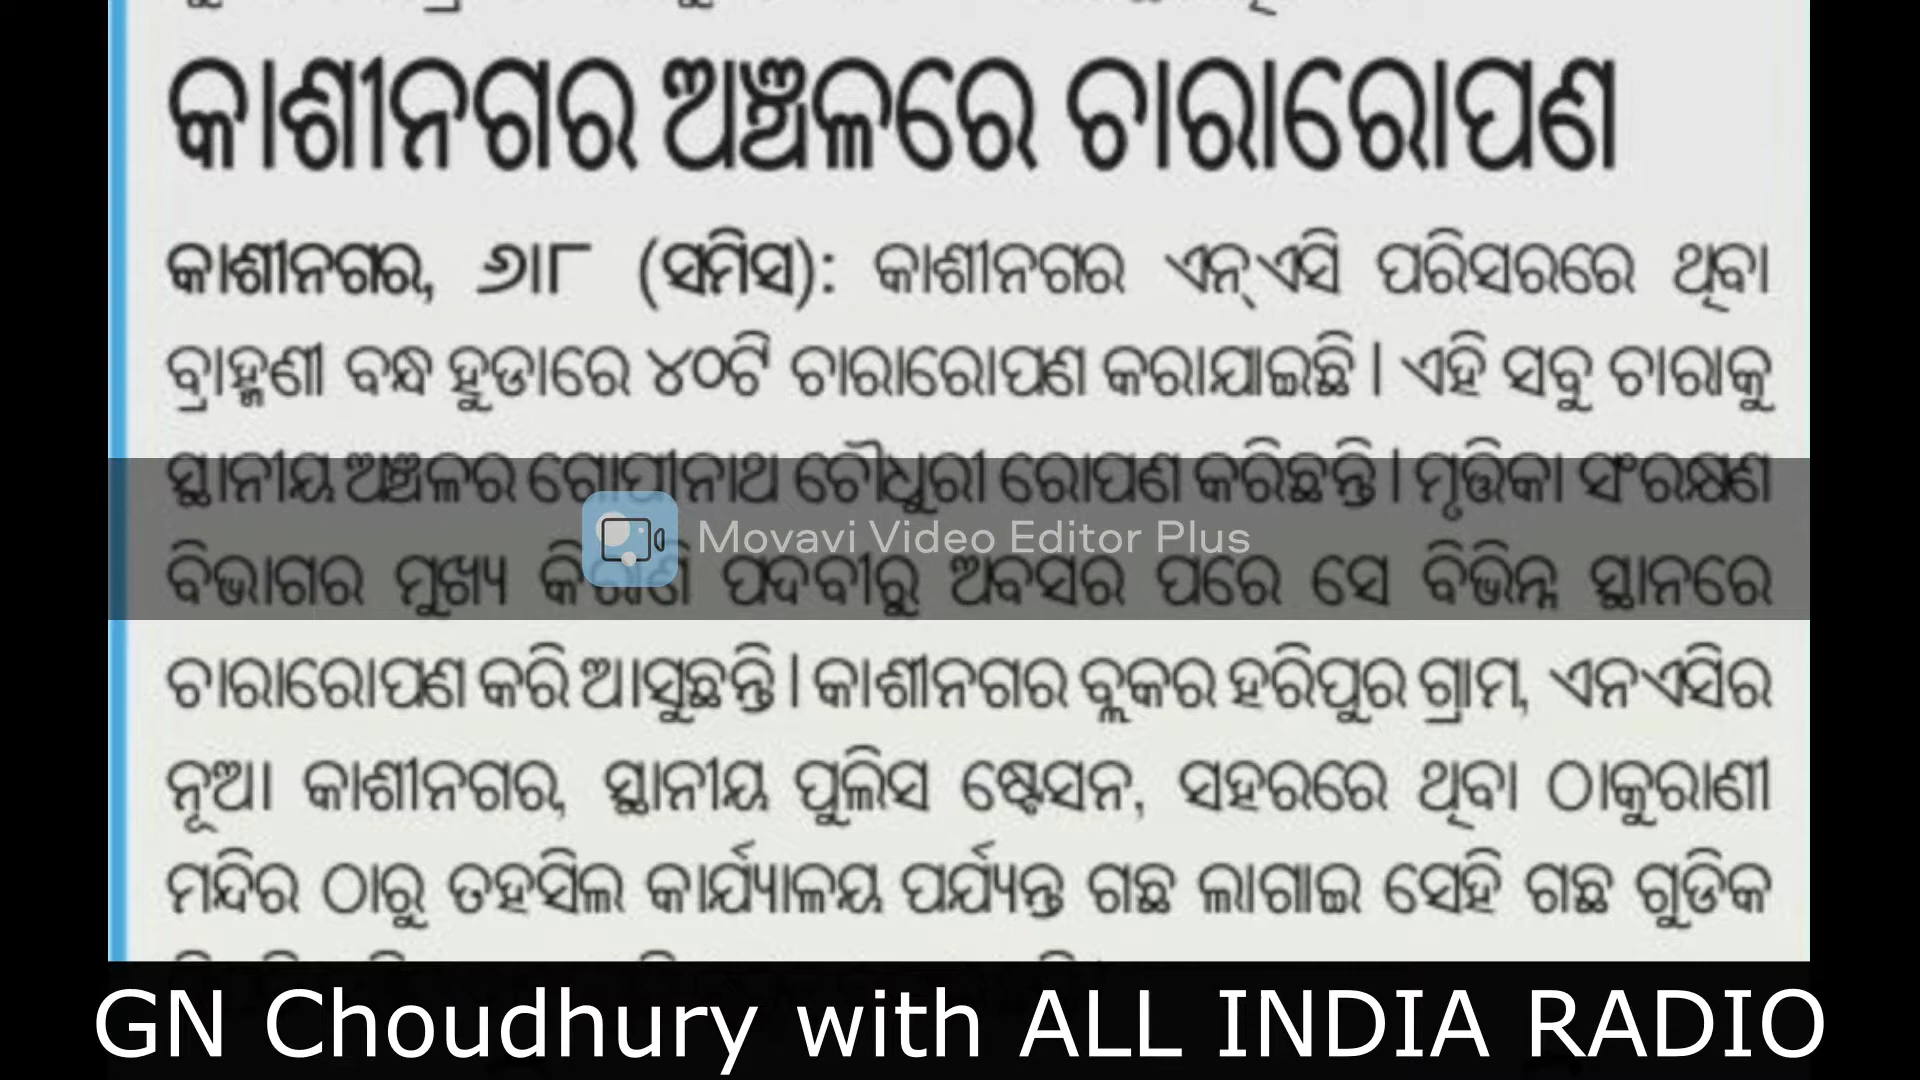 କାଶୀନଗର ଅଞ୍ଚଳରେ ଚାରାରୋପଣ
କାଶୀନଗର, ୬ା୮ (ସମିସ): କାଶୀନଗର ଏନ୍‌ଏସି ପରିସରରେ ଥିବା
ବ୍ରାହ୍ମଣୀ ବନ୍ଧ ହୁଡାରେ ୪୦ଟି ଚାରାରୋପଣ କରାଯାଇଛି । ଏହି ସବୁ ଚାରାକୁ
ସ୍ଥାନୀୟ ଅଞ୍ଚଳର ଗୋପୀନାଥ ଚୌଧୁରୀ ରୋପଣ କରିଛନ୍ତି । ମୃତ୍ତିକା ସଂରକ୍ଷଣ
Movavi Video Editor Plus
ବିଭାଗର ମୁଖ୍ୟ କିରାଣି ପଦବୀରୁ ଅବସର ପରେ ସେ ବିଭିନ୍ନ ସ୍ଥାନରେ
ଚାରାରୋପଣ କରି ଆସୁଛନ୍ତି । କାଶୀନଗର ବ୍ଲକର ହରିପୁର ଗ୍ରାମ, ଏନଏସିର
ନୂଆ କାଶୀନଗର, ସ୍ଥାନୀୟ ପୁଲିସ ଷ୍ଟେସନ, ସହରରେ ଥିବା ଠାକୁରାଣୀ
ମନ୍ଦିର ଠାରୁ ତହସିଲ କାର୍ଯ୍ୟାଳୟ ପର୍ଯ୍ୟନ୍ତ ଗଛ ଲାଗାଇ ସେହି ଗଛ ଗୁଡିକ
GN Choudhury with ALL INDIA RADIO